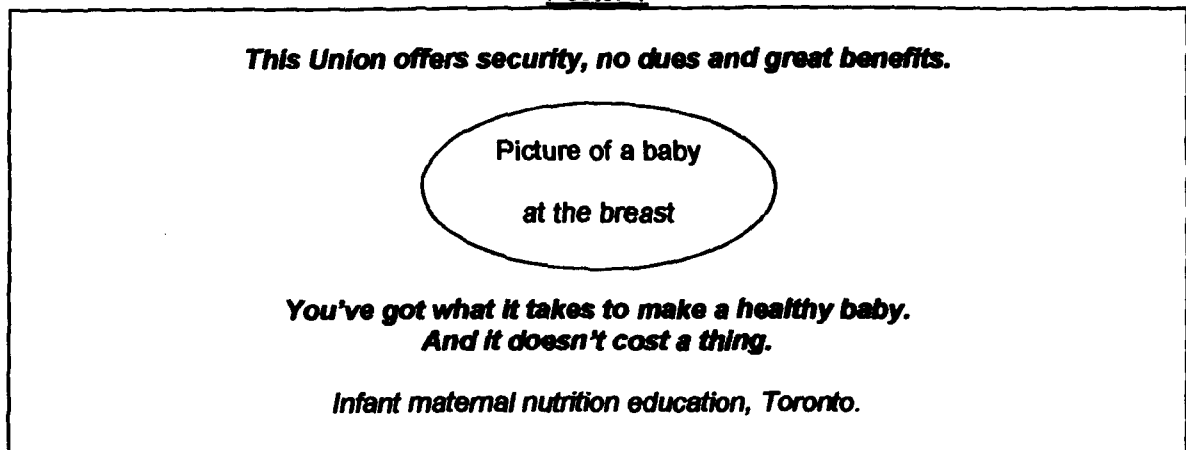 This Union offers security, no dues and great benefits.
Picture of a baby
at the breast
You've got what it takes to make a healthy baby.
And it doesn't cost a thing.
Infant maternal nutrition education, Toronto.